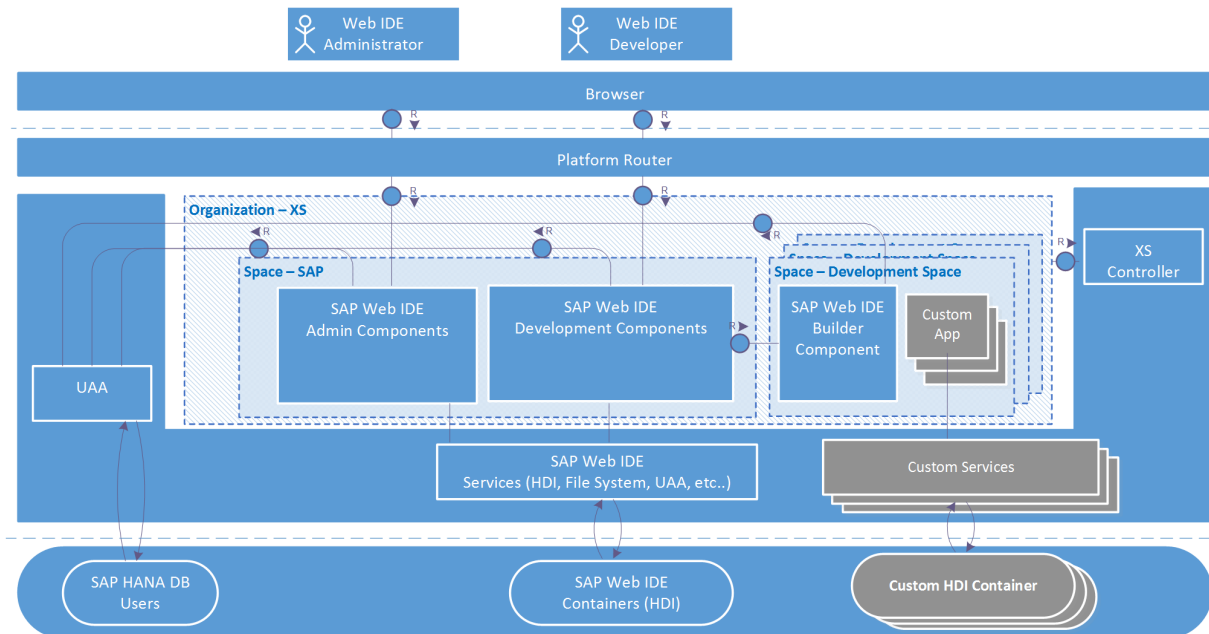 Web IDE
Administrator
Web IDE
Developer
Browser
R
R
Platform Router
R
R
Organization – XS
R
R
R
R
XS
Controller
Space – SAP
Space – Development Space
SAP Web IDE
Admin Components
SAP Web IDE
Development Components
R
SAP Web IDE
Builder
Component
Custom
App
UAA
SAP Web IDE
Services (HDI, File System, UAA, etc..)
Custom Services
SAP HANA DB
Users
SAP Web IDE
Containers (HDI)
Custom HDI Container